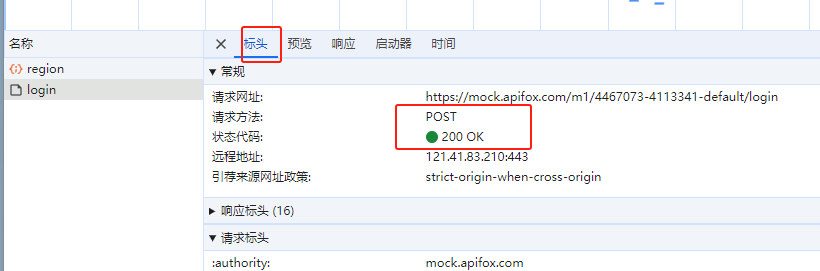 名称
标头 预览 响应 启动器 时间
region
login
常规
请求网址: https://mock.apifox.com/m1/4467073-4113341-default/login
请求方法: POST
状态代码: 200 OK
远程地址: 121.41.83.210:443
引荐来源网址政策: strict-origin-when-cross-origin
响应标头 (16)
请求标头
:authority: mock.apifox.com